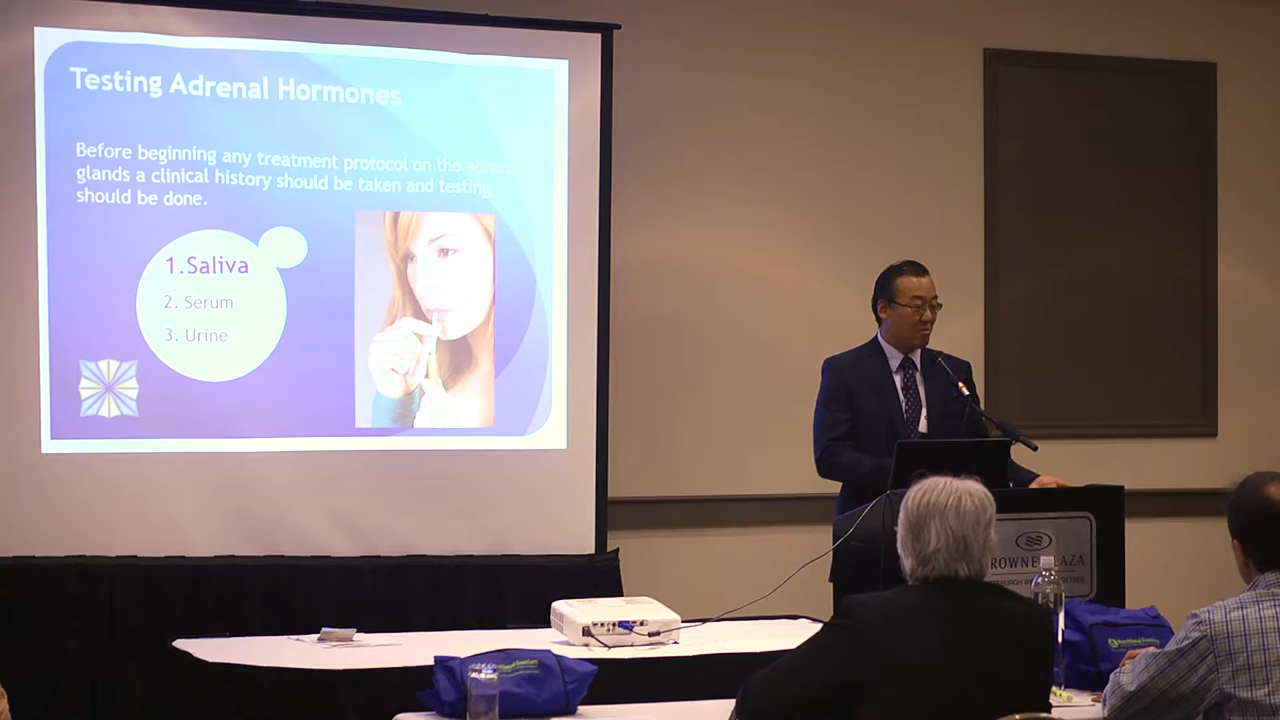 Testing Adrenal Hormones
Before beginning any treatment protocol on the adrenal
glands a clinical history should be taken and testing
should be done.
1.Saliva
2. Serum
3. Urine
ROWNE PLAZA